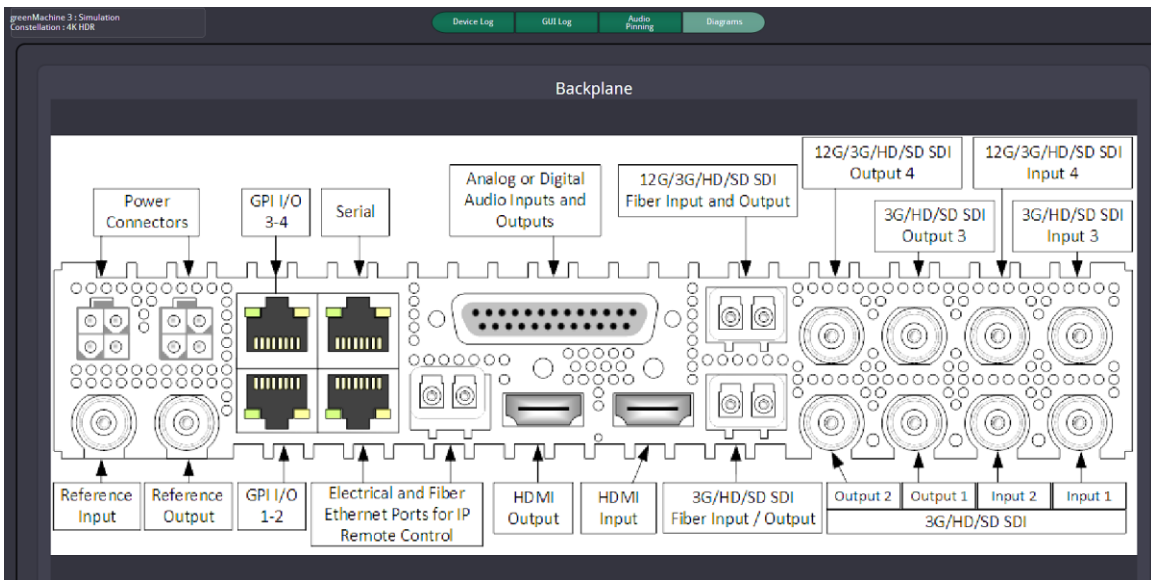 greenMachine 3 : Simulation
Constellation : 4K HDR
Device Log
GUI Log
Audio
Pinning
Diagrams
Backplane
Power
Connectors
GPI I/O
3-4
Serial
Analog or Digital
Audio Inputs and
Outputs
12G/3G/HD/SD SDI
Fiber Input and Output
12G/3G/HD/SD SDI
Output 4
12G/3G/HD/SD SDI
Input 4
3G/HD/SD SDI
Output 3
3G/HD/SD SDI
Input 3
Reference
Input
Reference
Output
GPI I/O
1-2
Electrical and Fiber
Ethernet Ports for IP
Remote Control
HDMI
Output
HDMI
Input
3G/HD/SD SDI
Fiber Input / Output
Output 2
Output 1
Input 2
Input 1
3G/HD/SD SDI